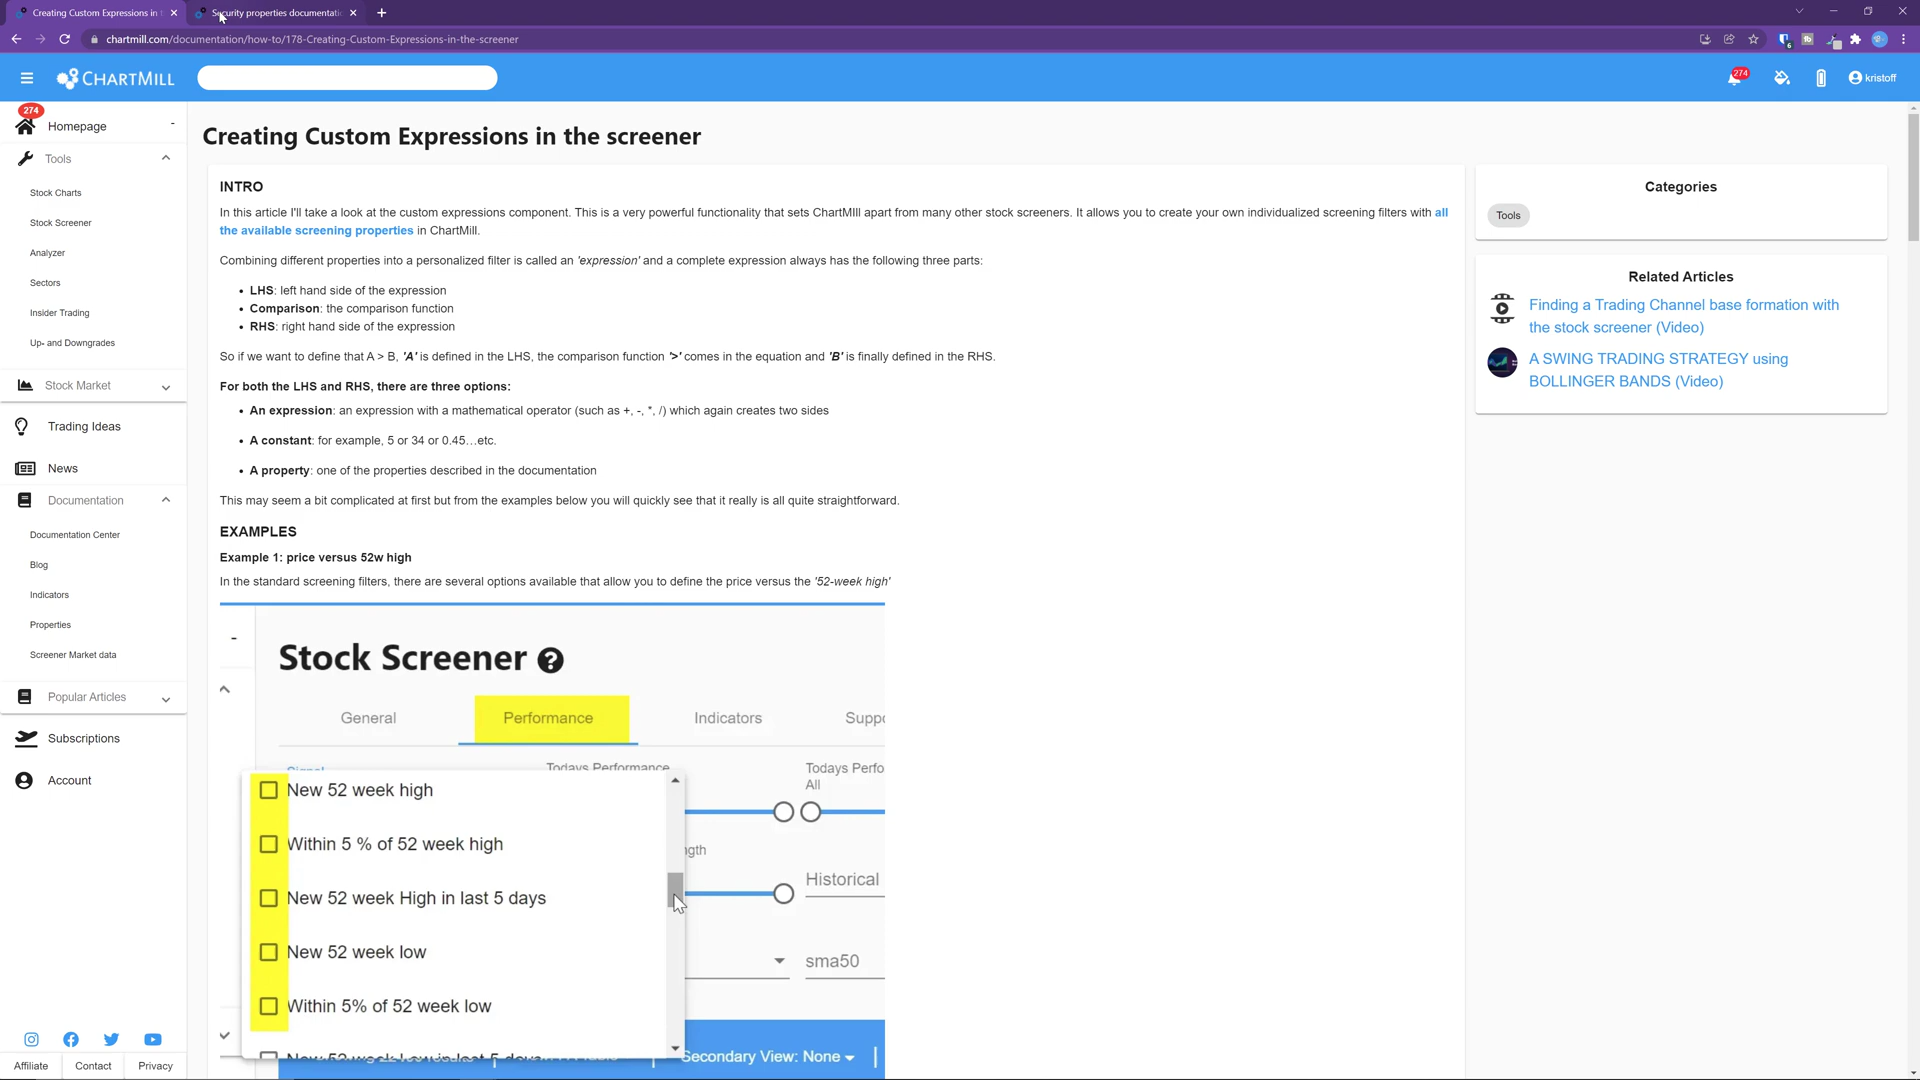 Creating Custom Expressions in t
Security properties documentati
chartmill.com/documentation/how-to/178-Creating-Custom-Expressions-in-the-screener
6
CHARTMILL
274
kristoff
274
Homepage
-
Tools
Stock Charts
Stock Screener
Analyzer
Sectors
Insider Trading
Up- and Downgrades
Stock Market
Trading Ideas
News
Documentation
Documentation Center
Blog
Indicators
Properties
Screener Market data
Popular Articles
Subscriptions
Account
Affiliate
Contact
Privacy
Creating Custom Expressions in the screener
INTRO
In this article I'll take a look at the custom expressions component. This is a very powerful functionality that sets ChartMIll apart from many other stock screeners. It allows you to create your own individualized screening filters with all
the available screening properties in ChartMill.
Combining different properties into a personalized filter is called an 'expression' and a complete expression always has the following three parts:
• LHS: left hand side of the expression
• Comparison: the comparison function
• RHS: right hand side of the expression
So if we want to define that A > B, 'A' is defined in the LHS, the comparison function '>' comes in the equation and 'B' is finally defined in the RHS.
For both the LHS and RHS, there are three options:
• An expression: an expression with a mathematical operator (such as +, -, *, /) which again creates two sides
• A constant: for example, 5 or 34 or 0.45…etc.
• A property: one of the properties described in the documentation
This may seem a bit complicated at first but from the examples below you will quickly see that it really is all quite straightforward.
EXAMPLES
Example 1: price versus 52w high
In the standard screening filters, there are several options available that allow you to define the price versus the '52-week high'
-
Stock Screener ?
General
Performance
Indicators
Suppo
Signal
Todays Performance
Todays Perfo
All
New 52 week high
Within 5 % of 52 week high
ngth
Historical
New 52 week High in last 5 days
New 52 week low
sma50
Within 5% of 52 week low
New 52 week Low in last 5 days
Secondary View: None
Categories
Tools
Related Articles
Finding a Trading Channel base formation with
the stock screener (Video)
A SWING TRADING STRATEGY using
BOLLINGER BANDS (Video)